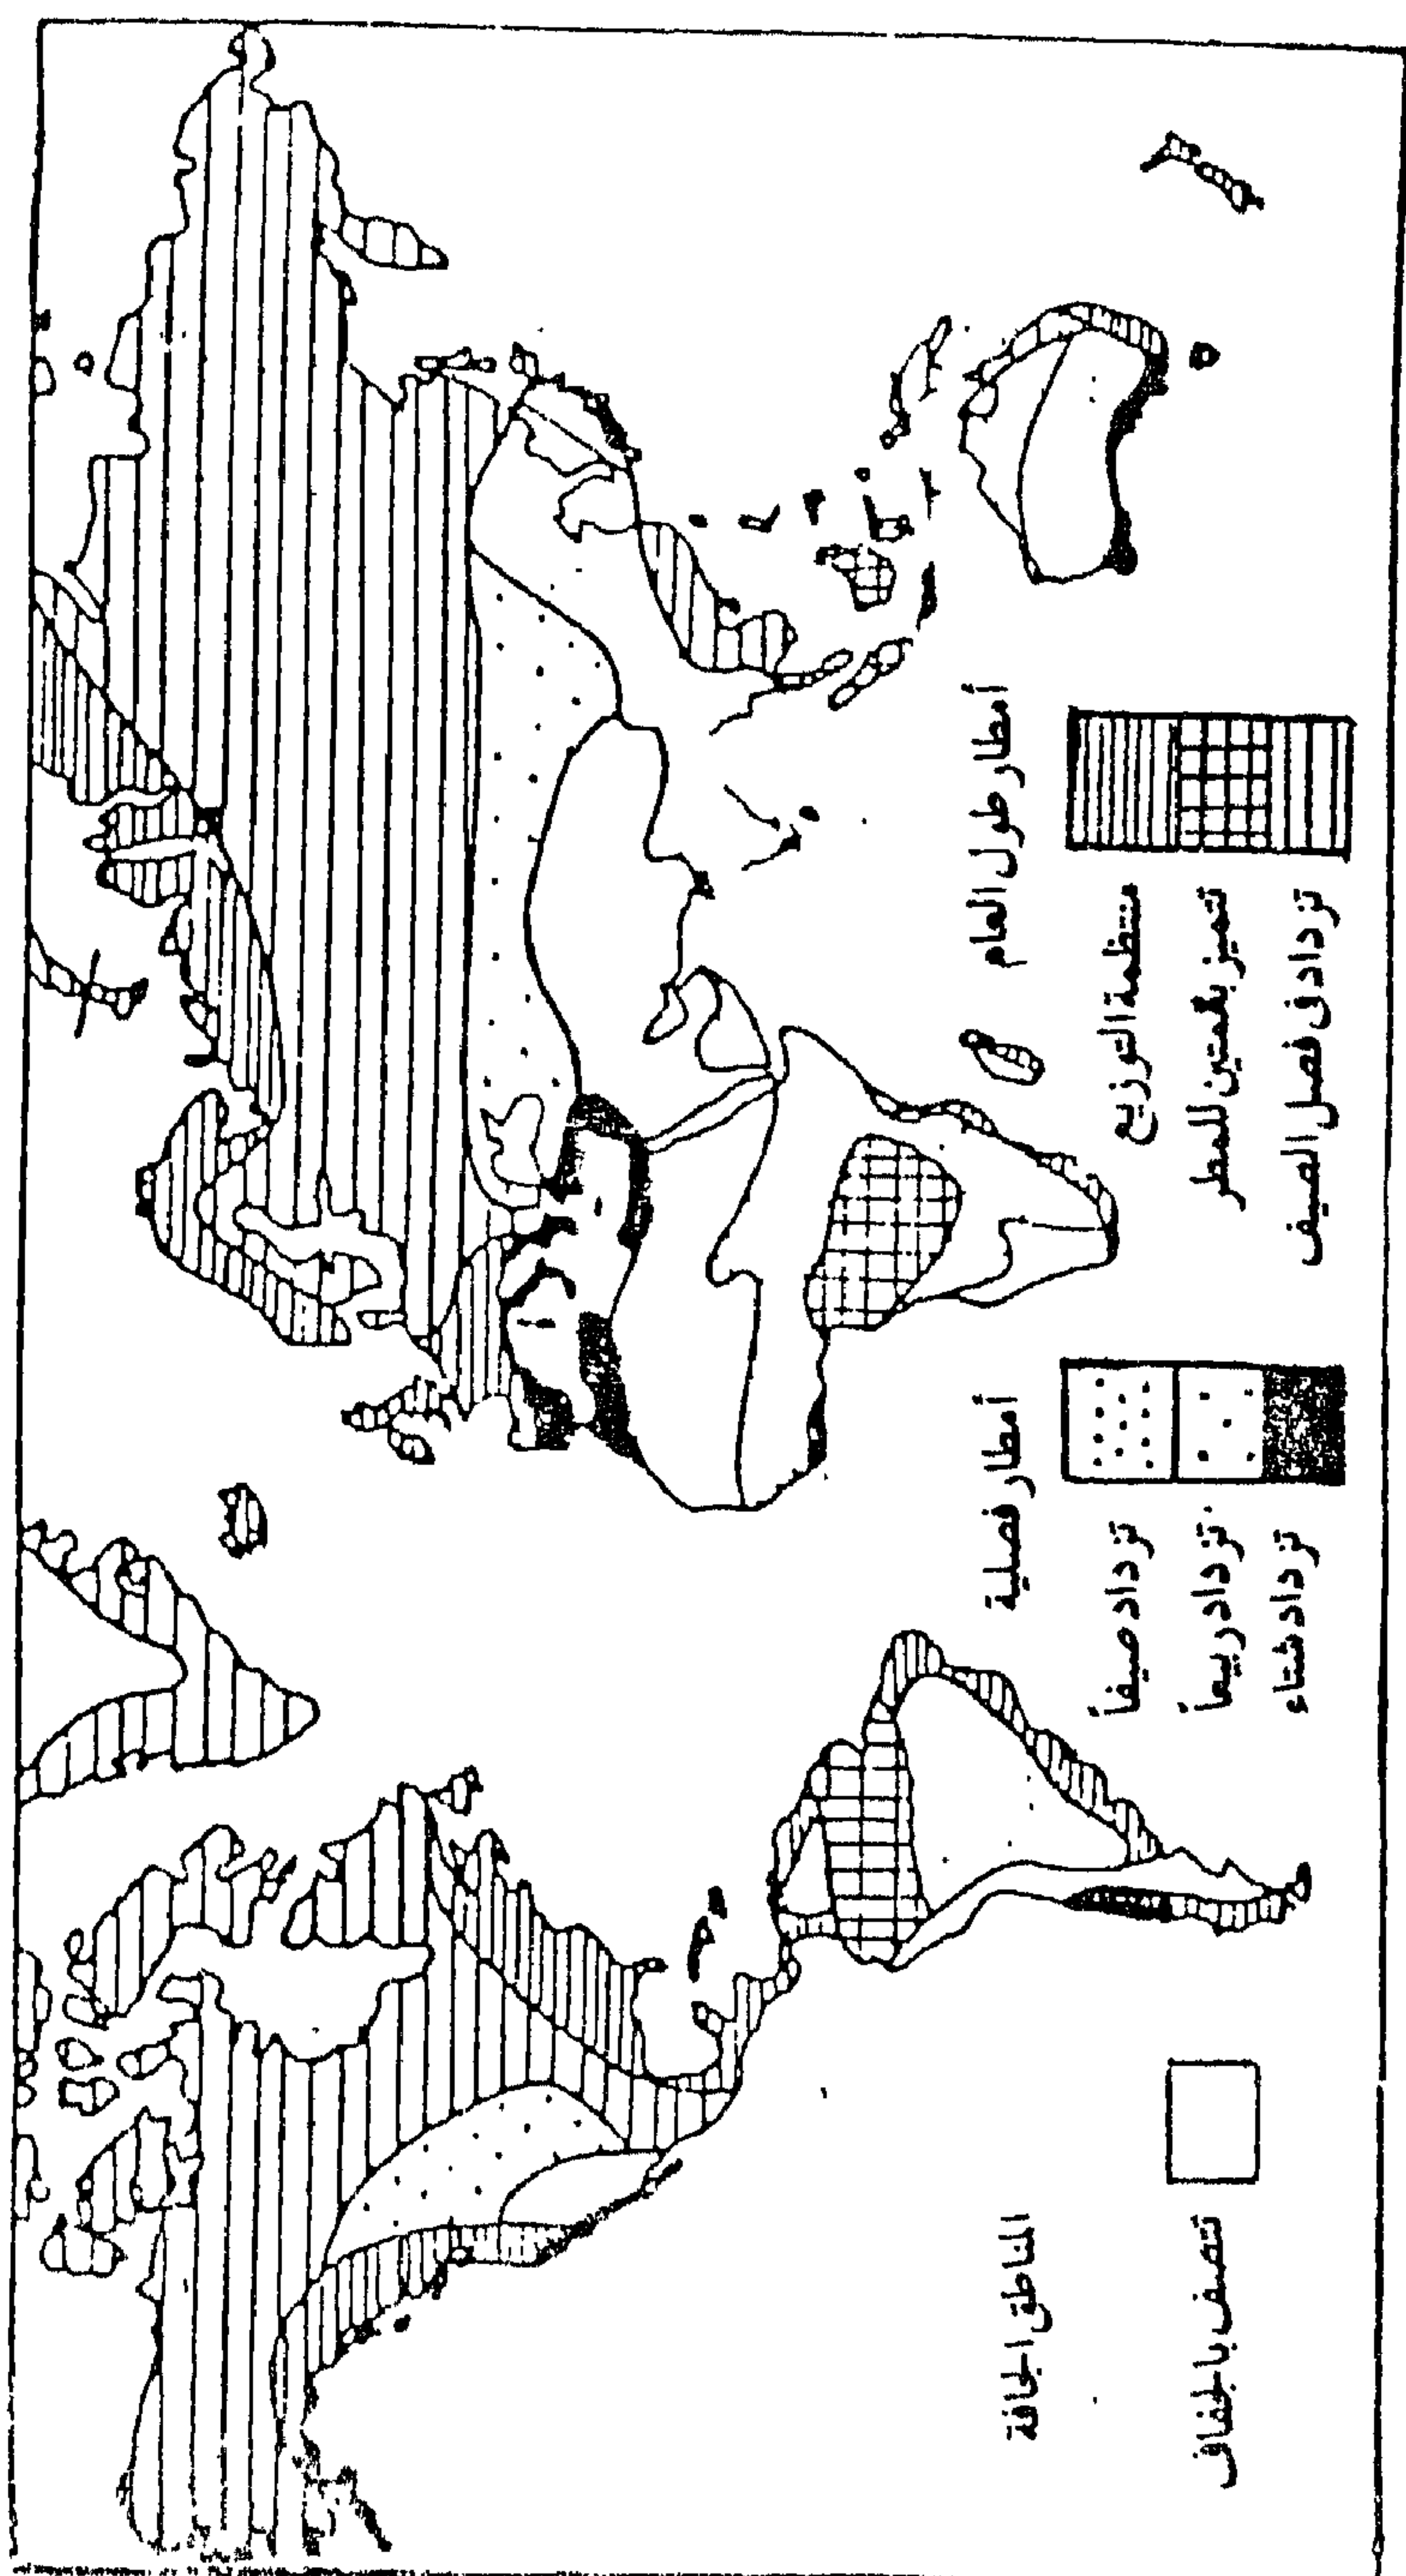 أمطار طول العام
منتظمة التوزيع
تتميز بقمتين للمطر
تزداد في فصل الصيف
أمطار فصلية
تزداد صيفاً
تزداد ربيعاً
تزداد شتاء
المناطق الجافة
تتصف بالجفاف